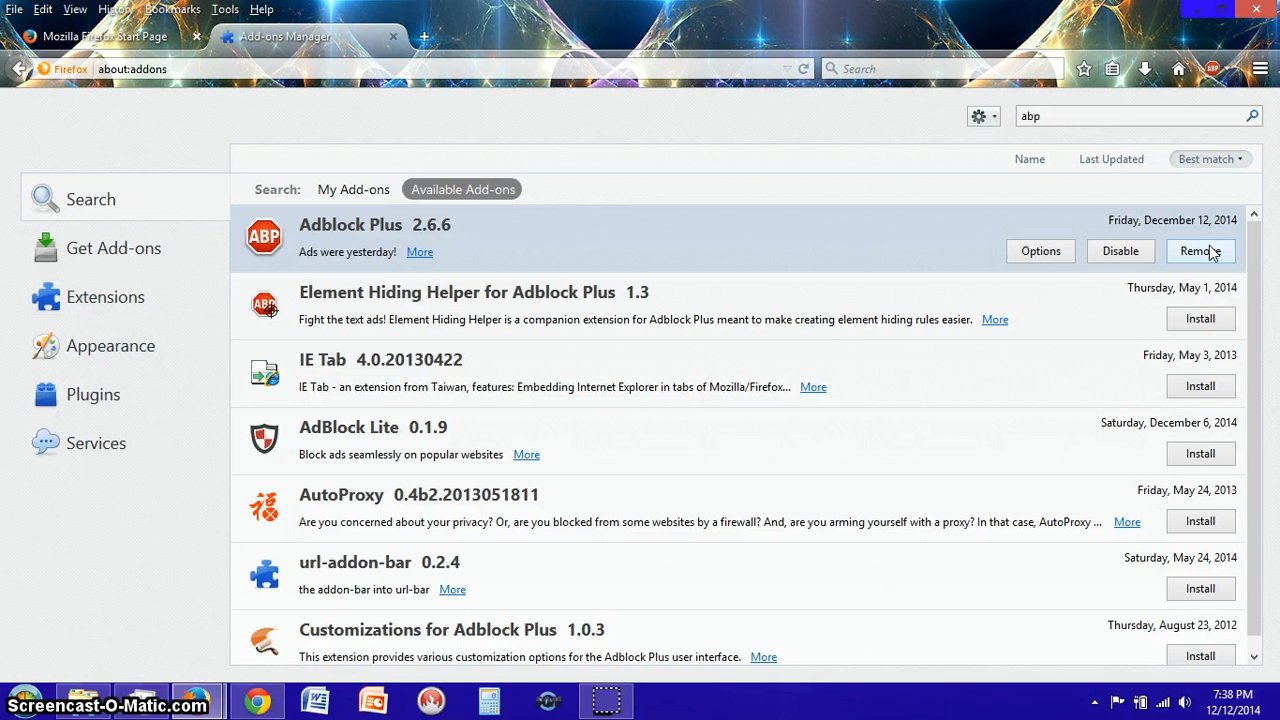 File Edit View History Bookmarks Tools Help
Mozilla Firefox Start Page × Add-ons Manager ×
Firefox about:addons Search ABP
abp
Name Last Updated Best match
Search: My Add-ons Available Add-ons
Search
Get Add-ons
Extensions
Appearance
Plugins
Services
ABP
Adblock Plus 2.6.6 Friday, December 12, 2014
Ads were yesterday! More Options Disable Remove
ABP
Element Hiding Helper for Adblock Plus 1.3 Thursday, May 1, 2014
Fight the text ads! Element Hiding Helper is a companion extension for Adblock Plus meant to make creating element hiding rules easier. More Install
IE Tab 4.0.20130422 Friday, May 3, 2013
IE Tab - an extension from Taiwan, features: Embedding Internet Explorer in tabs of Mozilla/Firefox... More Install
AdBlock Lite 0.1.9 Saturday, December 6, 2014
Block ads seamlessly on popular websites More Install
福
AutoProxy 0.4b2.2013051811 Friday, May 24, 2013
Are you concerned about your privacy? Or, are you blocked from some websites by a firewall? And, are you arming yourself with a proxy? In that case, AutoProxy ... More Install
url-addon-bar 0.2.4 Saturday, May 24, 2014
the addon-bar into url-bar More Install
Customizations for Adblock Plus 1.0.3 Thursday, August 23, 2012
This extension provides various customization options for the Adblock Plus user interface. More Install
Screencast-O-Matic.com
7:38 PM
12/12/2014